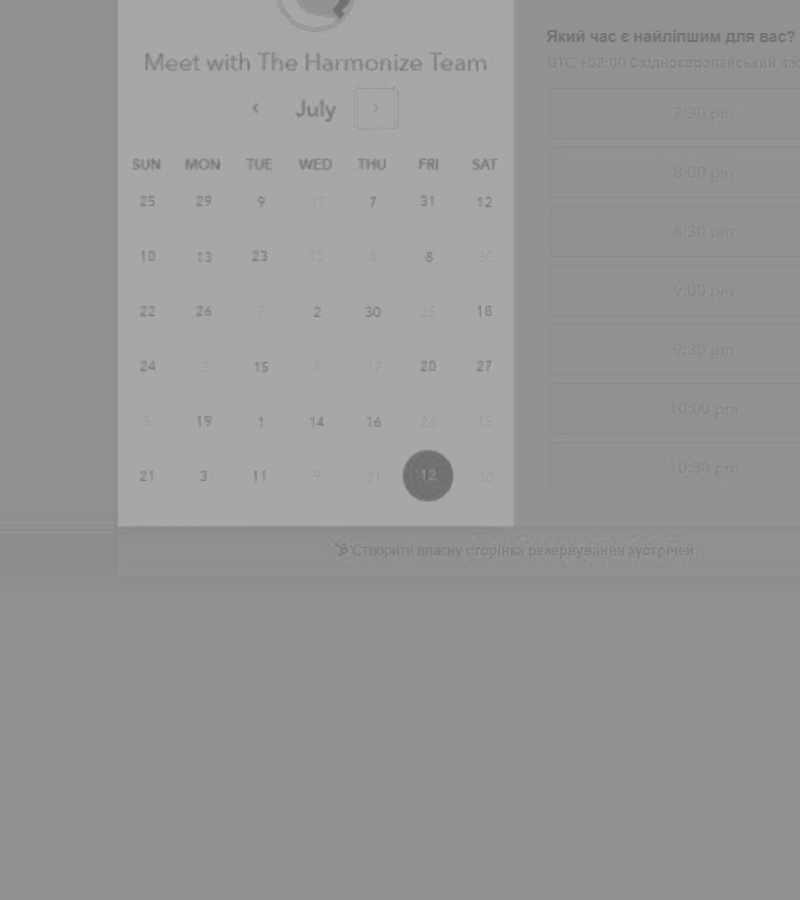 Meet with The Harmonize Team
‹ July ›
SUN MON TUE WED THU FRI SAT
25 29 9 17 7 31 12
10 13 23 13 8 8 30
22 26 7 2 30 25 18
24 3 15 8 17 20 27
5 19 1 14 16 26 15
21 3 11 9 31 12 30
Який час є найліпшим для вас?
UTC +03:00 Східноєвропейський час
7:30 pm
8:00 pm
8:30 pm
9:00 pm
9:30 pm
10:00 pm
10:30 pm
Створити власну сторінка резервування зустрічей